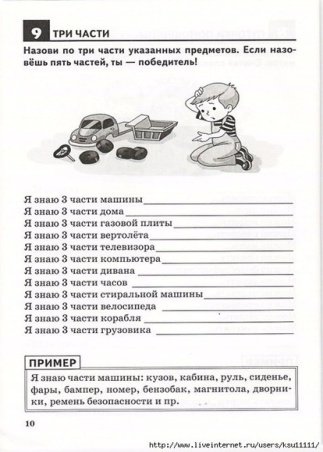 9 ТРИ ЧАСТИ
Назови по три части указанных предметов. Если назо-
вёшь пять частей, ты — победитель!
Я знаю 3 части машины
Я знаю 3 части дома
Я знаю 3 части газовой плиты
Я знаю 3 части вертолёта
Я знаю 3 части телевизора
Я знаю 3 части компьютера
Я знаю 3 части дивана
Я знаю 3 части часов
Я знаю 3 части стиральной машины
Я знаю 3 части велосипеда
Я знаю 3 части корабля
Я знаю 3 части грузовика
ПРИМЕР
Я знаю части машины: кузов, кабина, руль, сиденье,
фары, бампер, номер, бензобак, магнитола, дворни-
ки, ремень безопасности и пр.
10
http://www.liveinternet.ru/users/ksu11111/